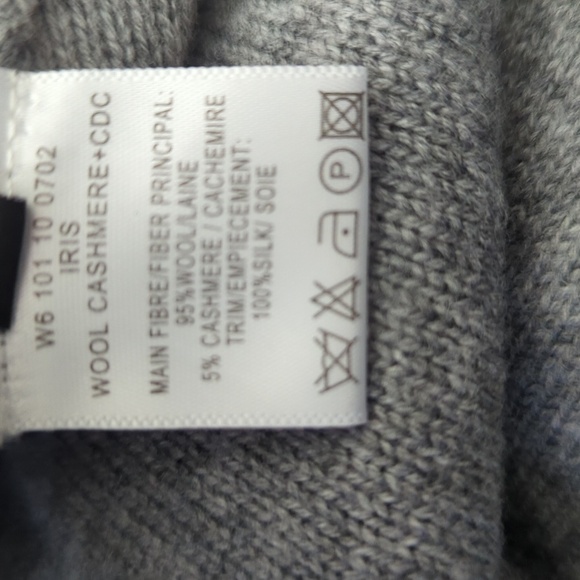 W6 101 10 0702
IRIS
WOOL CASHMERE+CDC
MAIN FIBRE/FIBER PRINCIPAL:
95%WOOL/LAINE
5% CASHMERE / CACHEMIRE
TRIM/EMPIECEMENT:
100%SILK/ SOIE
P